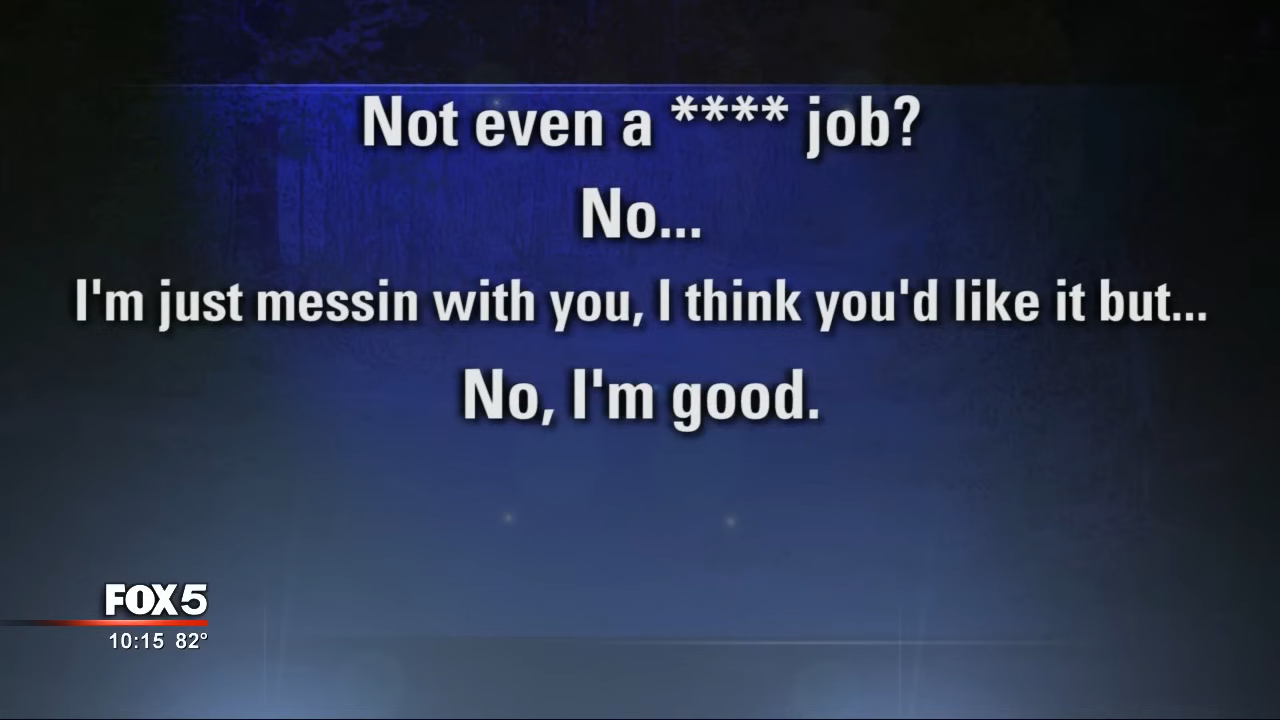 Not even a **** job?
No...
I'm just messin with you, I think you'd like it but...
No, I'm good.
FOX5
10:15 82°